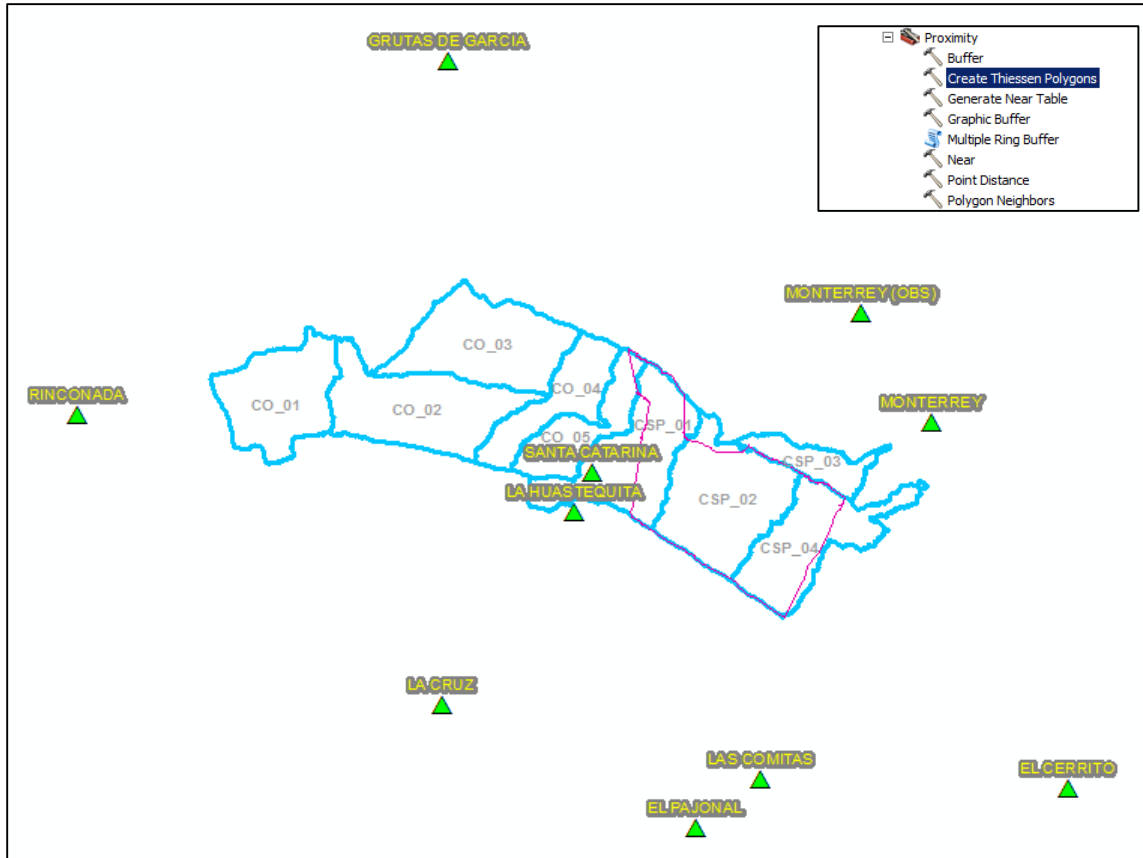 GRUTAS DE GARCIA
Proximity
Buffer
Create Thiessen Polygons
Generate Near Table
Graphic Buffer
Multiple Ring Buffer
Near
Point Distance
Polygon Neighbors
MONTERREY (OBS)
CO_03
CO_04
RINCONADA
MONTERREY
CO_01
CO_02
CSP_01
CO_05
SANTA CATARINA
CSP_03
LA HUASTEQUITA
CSP_02
CSP_04
LA CRUZ
LAS COMITAS
EL CERRITO
EL PAJONAL